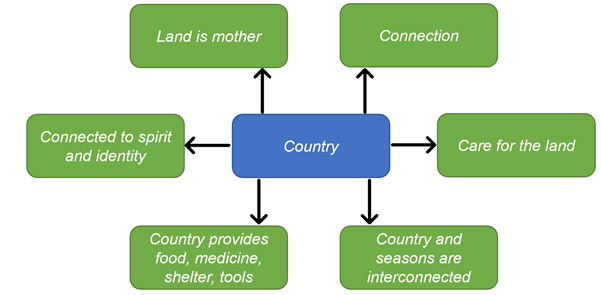 Land is mother
Connection
Connected to spirit
and identity
Country
Care for the land
Country provides
food, medicine,
shelter, tools
Country and
seasons are
interconnected